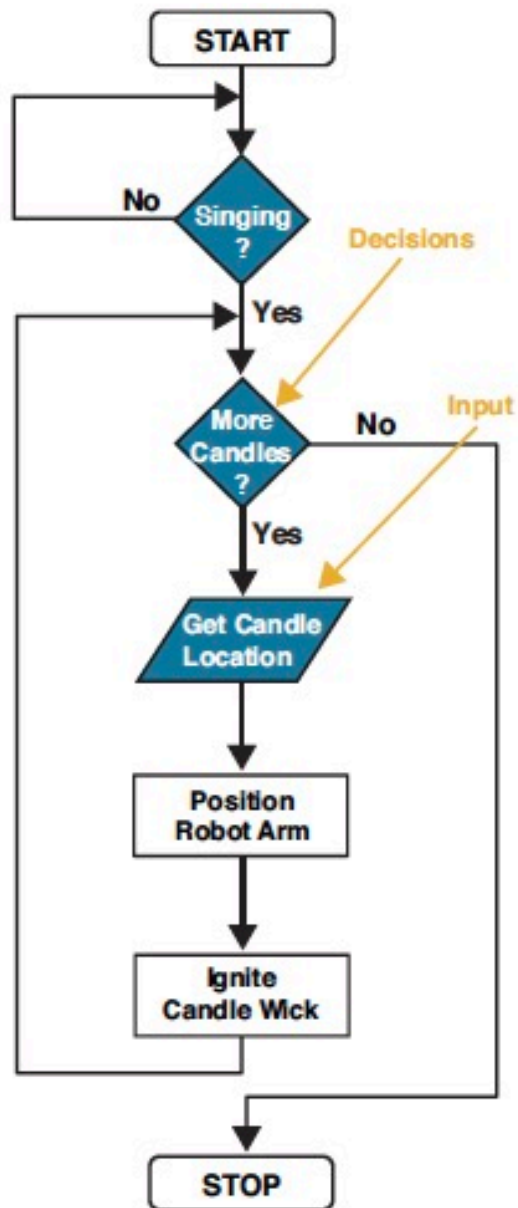 START
No
Singing
?
Decisions
Yes
Input
More
Candles
?
No
Yes
Get Candle
Location
Position
Robot Arm
Ignite
Candle Wick
STOP